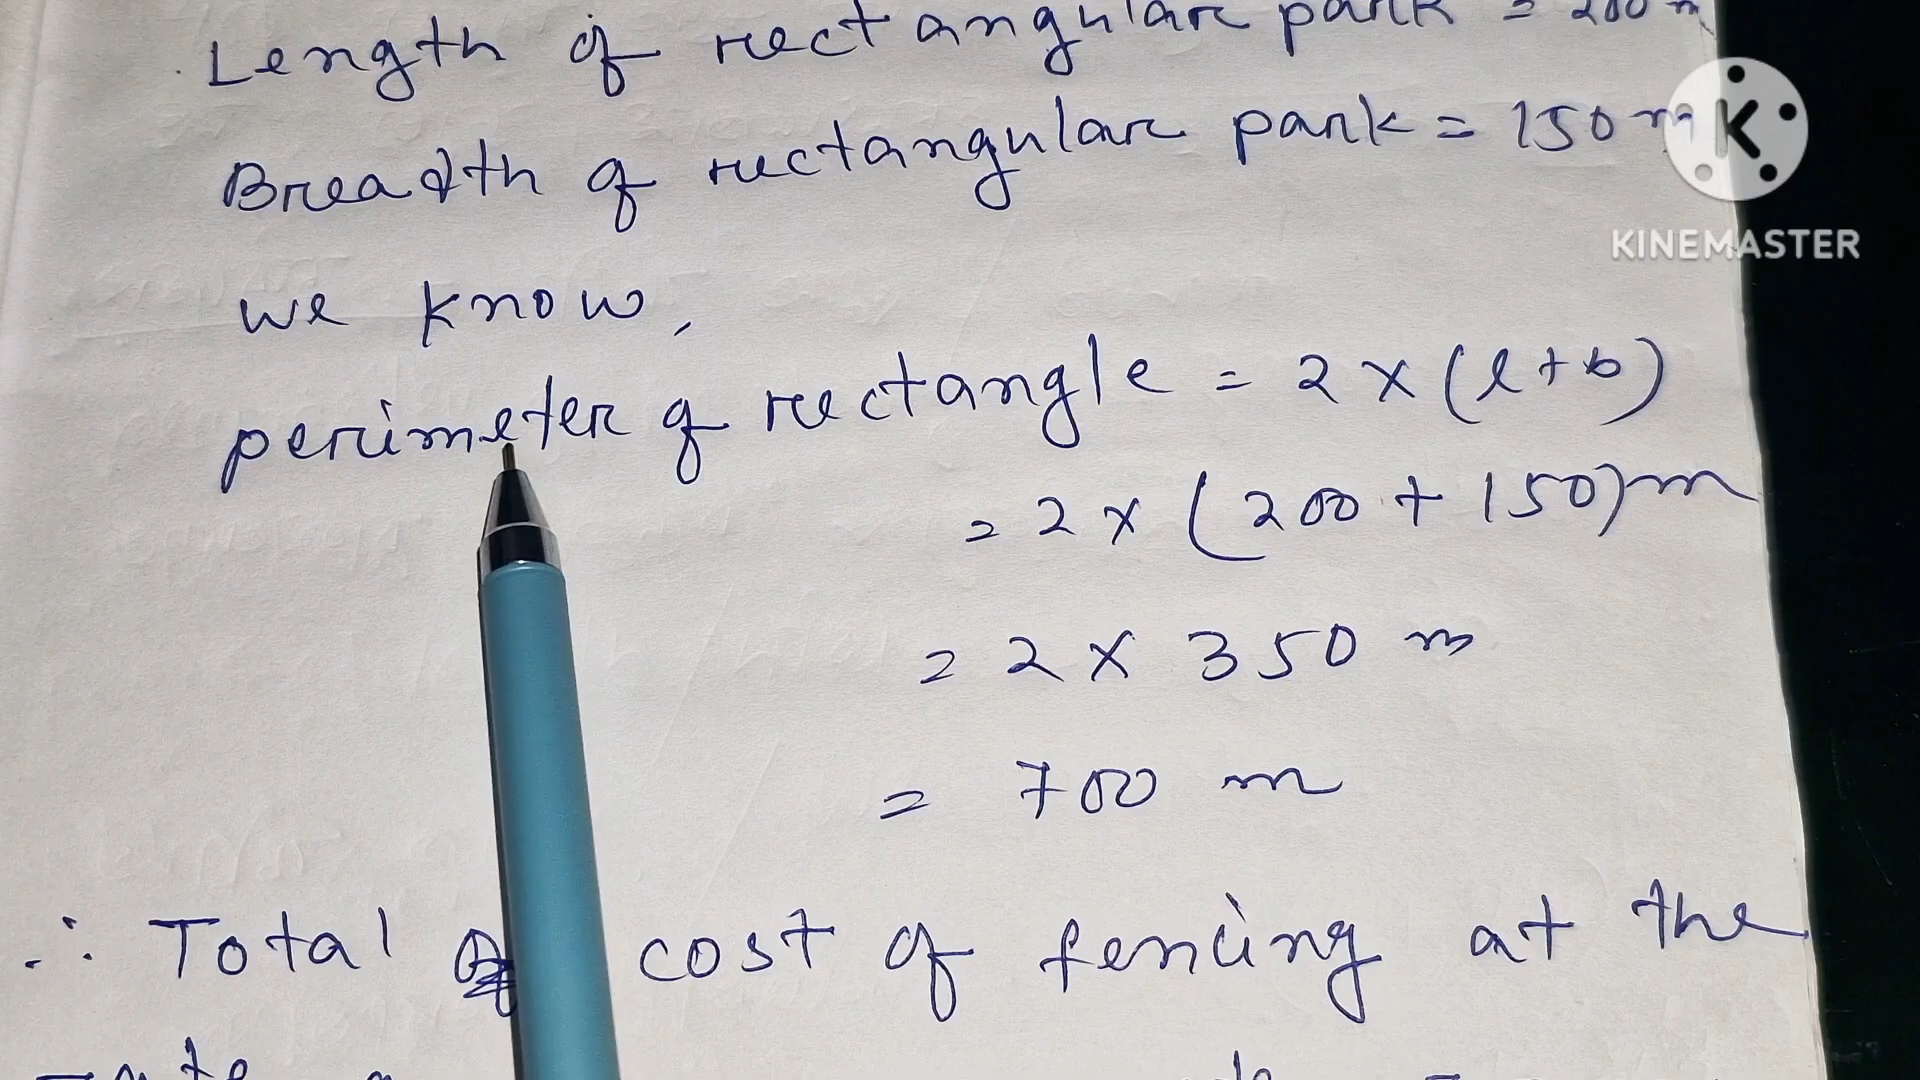 Length of rectangular park = 200 m
Breadth of rectangular park = 150 m
KINEMASTER
we know,
perimeter of rectangle = 2 × (l + b)
= 2 × (200 + 150) m
= 2 × 350 m
= 700 m
∴ Total cost of fencing at the